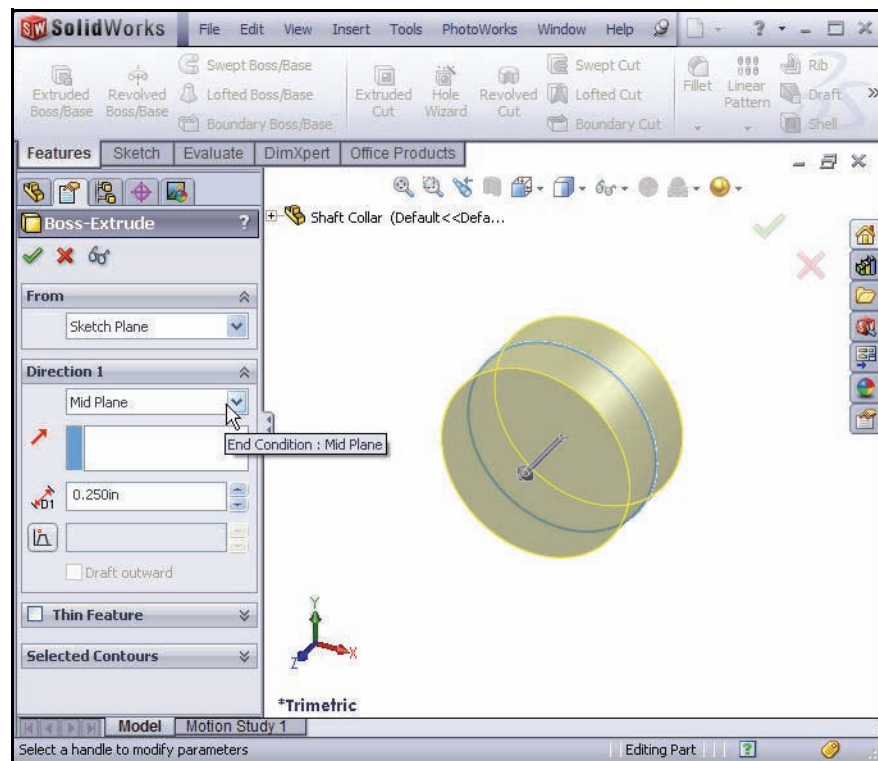 SolidWorks File Edit View Insert Tools PhotoWorks Window Help ?
Extruded Boss/Base
Revolved Boss/Base
Swept Boss/Base
Lofted Boss/Base
Boundary Boss/Base
Extruded Cut
Hole Wizard
Revolved Cut
Swept Cut
Lofted Cut
Boundary Cut
Fillet
Linear Pattern
Rib
Draft
Shell
Features Sketch Evaluate DimXpert Office Products
Boss-Extrude ?
Shaft Collar (Default<<Defa...
From
Sketch Plane
Direction 1
Mid Plane
End Condition : Mid Plane
D1 0.250in
Draft outward
Thin Feature
Selected Contours
Y
X
Z
*Trimetric
Model Motion Study 1
Select a handle to modify parameters Editing Part ?